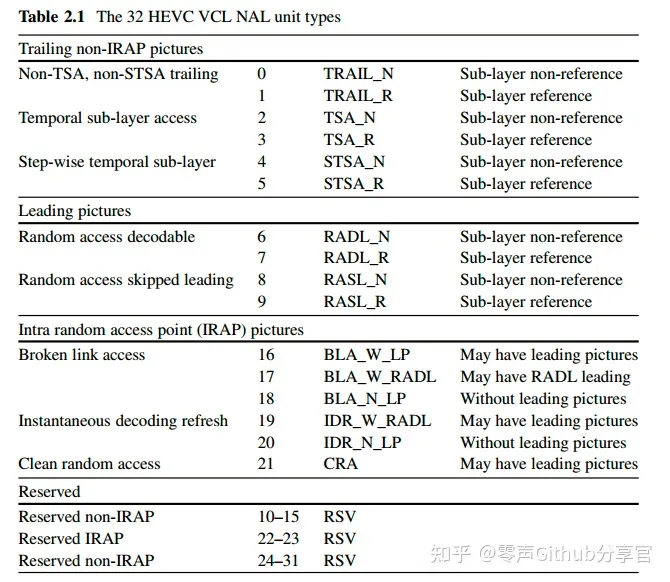 Table 2.1 The 32 HEVC VCL NAL unit types
Trailing non-IRAP pictures
Non-TSA, non-STSA trailing 0 TRAIL_N Sub-layer non-reference
1 TRAIL_R Sub-layer reference
Temporal sub-layer access 2 TSA_N Sub-layer non-reference
3 TSA_R Sub-layer reference
Step-wise temporal sub-layer 4 STSA_N Sub-layer non-reference
5 STSA_R Sub-layer reference
Leading pictures
Random access decodable 6 RADL_N Sub-layer non-reference
7 RADL_R Sub-layer reference
Random access skipped leading 8 RASL_N Sub-layer non-reference
9 RASL_R Sub-layer reference
Intra random access point (IRAP) pictures
Broken link access 16 BLA_W_LP May have leading pictures
17 BLA_W_RADL May have RADL leading
18 BLA_N_LP Without leading pictures
Instantaneous decoding refresh 19 IDR_W_RADL May have leading pictures
20 IDR_N_LP Without leading pictures
Clean random access 21 CRA May have leading pictures
Reserved
Reserved non-IRAP 10–15 RSV
Reserved IRAP 22–23 RSV
Reserved non-IRAP 24–31 RSV
知乎 @零声Github分享官